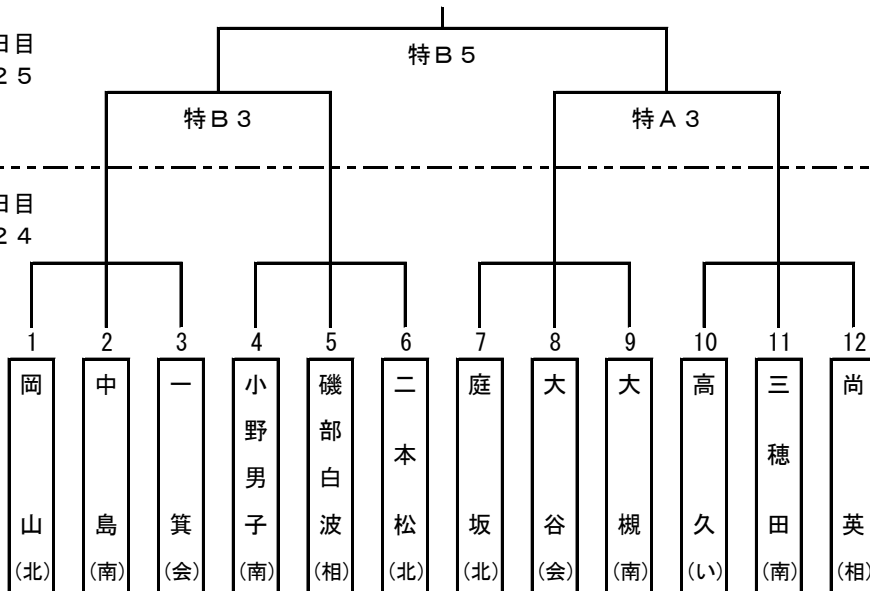 日目
特Ｂ５
２５
特Ｂ３
特Ａ３
日目
２４
1 2 3 4 5 6 7 8 9 10 11 12
岡山(北)
中島(南)
一箕(会)
小野男子(南)
磯部白波(相)
二本松(北)
庭坂(北)
大谷(会)
大槻(南)
高久(い)
三穂田(南)
尚英(相)